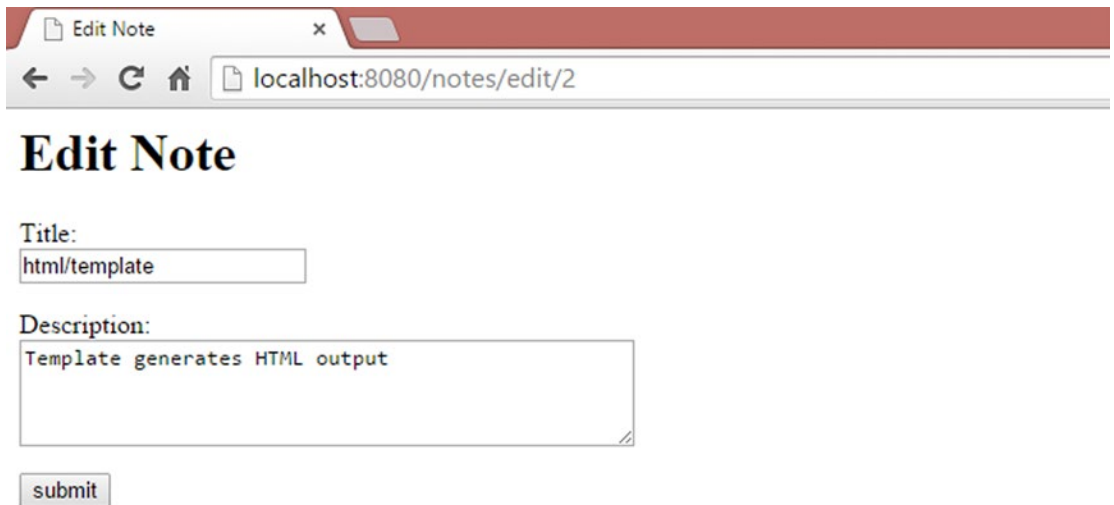 Edit Note
localhost:8080/notes/edit/2
Edit Note
Title:
html/template
Description:
Template generates HTML output
submit